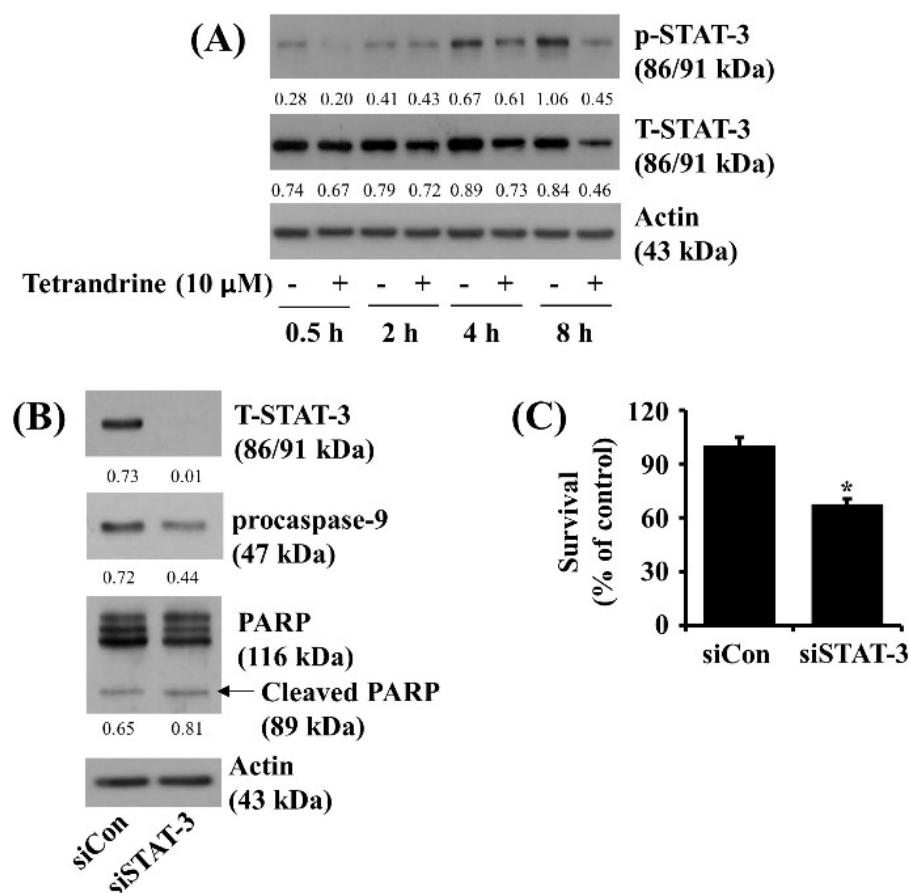 (A)
p-STAT-3
(86/91 kDa)
0.28 0.20 0.41 0.43 0.67 0.61 1.06 0.45
T-STAT-3
(86/91 kDa)
0.74 0.67 0.79 0.72 0.89 0.73 0.84 0.46
Actin
(43 kDa)
Tetrandrine (10 μM) - + - + - + - +
0.5 h 2 h 4 h 8 h
(B)
T-STAT-3
(86/91 kDa)
0.73 0.01
procaspase-9
(47 kDa)
0.72 0.44
PARP
(116 kDa)
Cleaved PARP
(89 kDa)
0.65 0.81
Actin
(43 kDa)
siCon siSTAT-3
(C)
Survival
(% of control)
120
90
60
30
0
*
siCon siSTAT-3